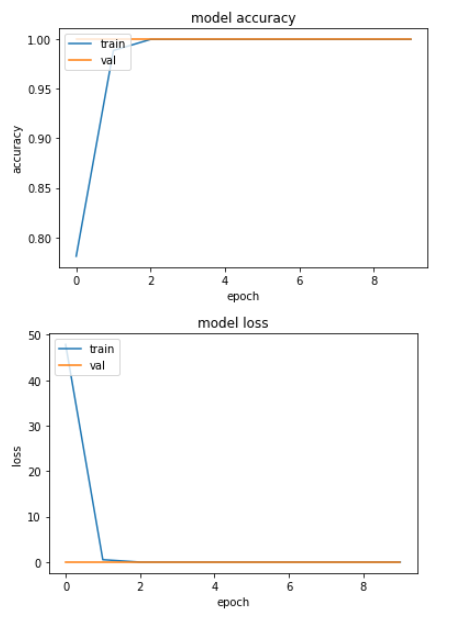 model accuracy
1.00
train
val
0.95
0.90
0.85
0.80
accuracy
0 2 4 6 8
epoch
model loss
50
train
val
40
30
20
10
0
loss
0 2 4 6 8
epoch